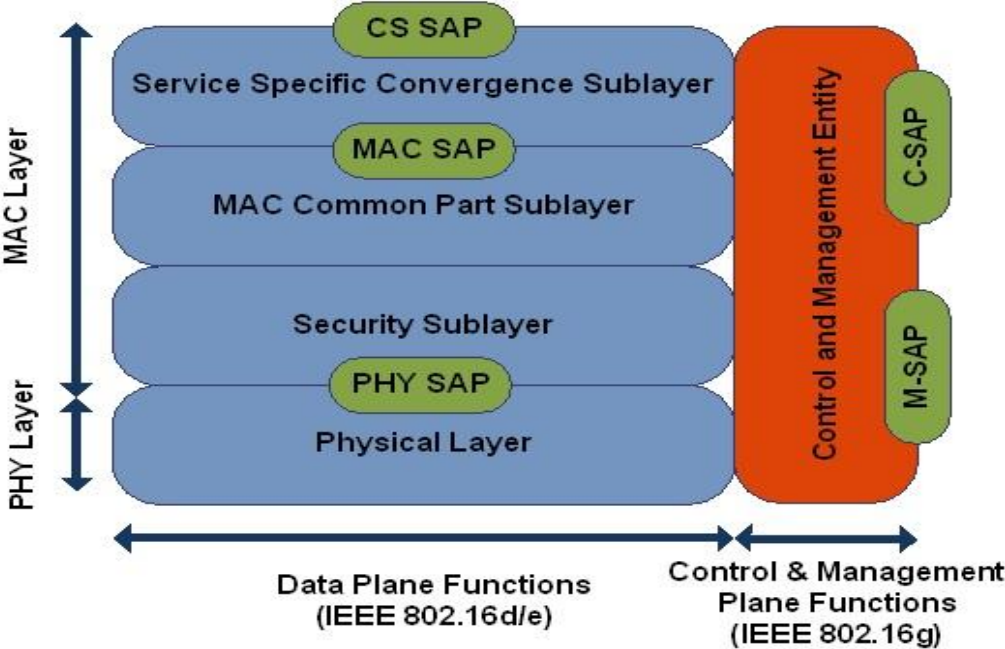 CS SAP
Service Specific Convergence Sublayer
MAC SAP
MAC Common Part Sublayer
Security Sublayer
PHY SAP
Physical Layer
MAC Layer
PHY Layer
Control and Management Entity
C-SAP
M-SAP
Data Plane Functions
(IEEE 802.16d/e)
Control & Management
Plane Functions
(IEEE 802.16g)